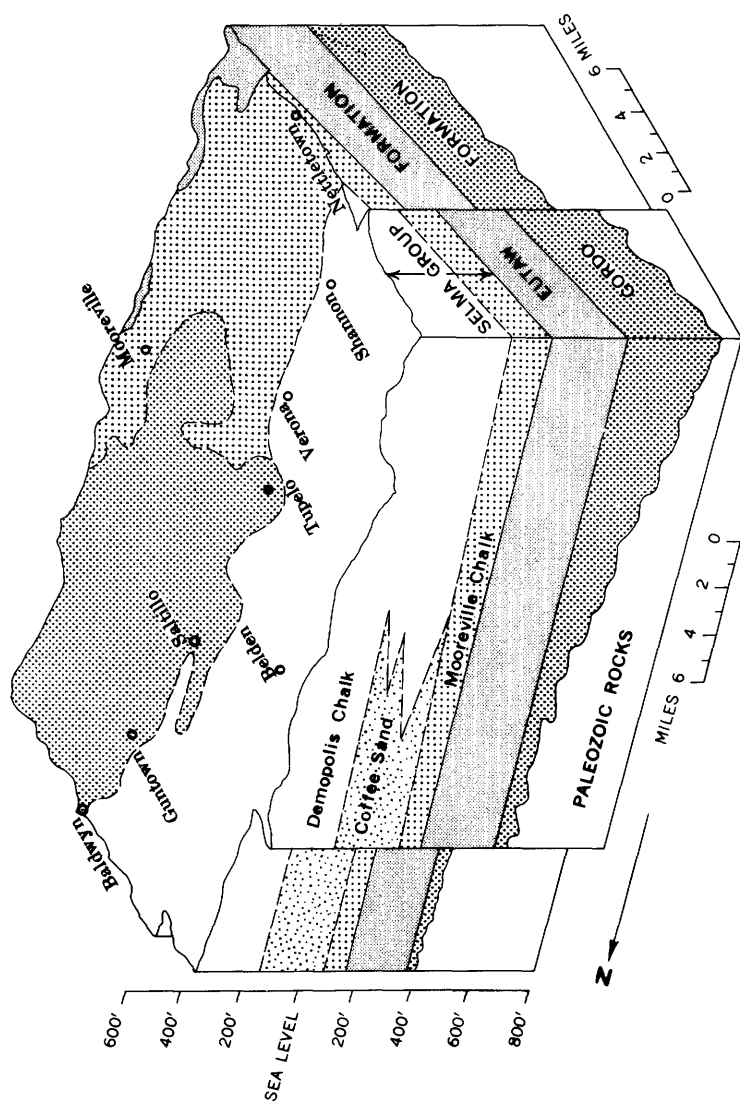 Baldwyn
Guntown
Saltillo
Belden
Tupelo
Verona
Shannon
Mooreville
Nettletown
FORMATION
FORMATION
SELMA GROUP
EUTAW
GORDO
Demopolis Chalk
Coffee Sand
Mooreville Chalk
PALEOZOIC ROCKS
600'
400'
200'
SEA LEVEL
200'
400'
600'
800'
N
MILES 6 4 2 0
0 2 4 6 MILES